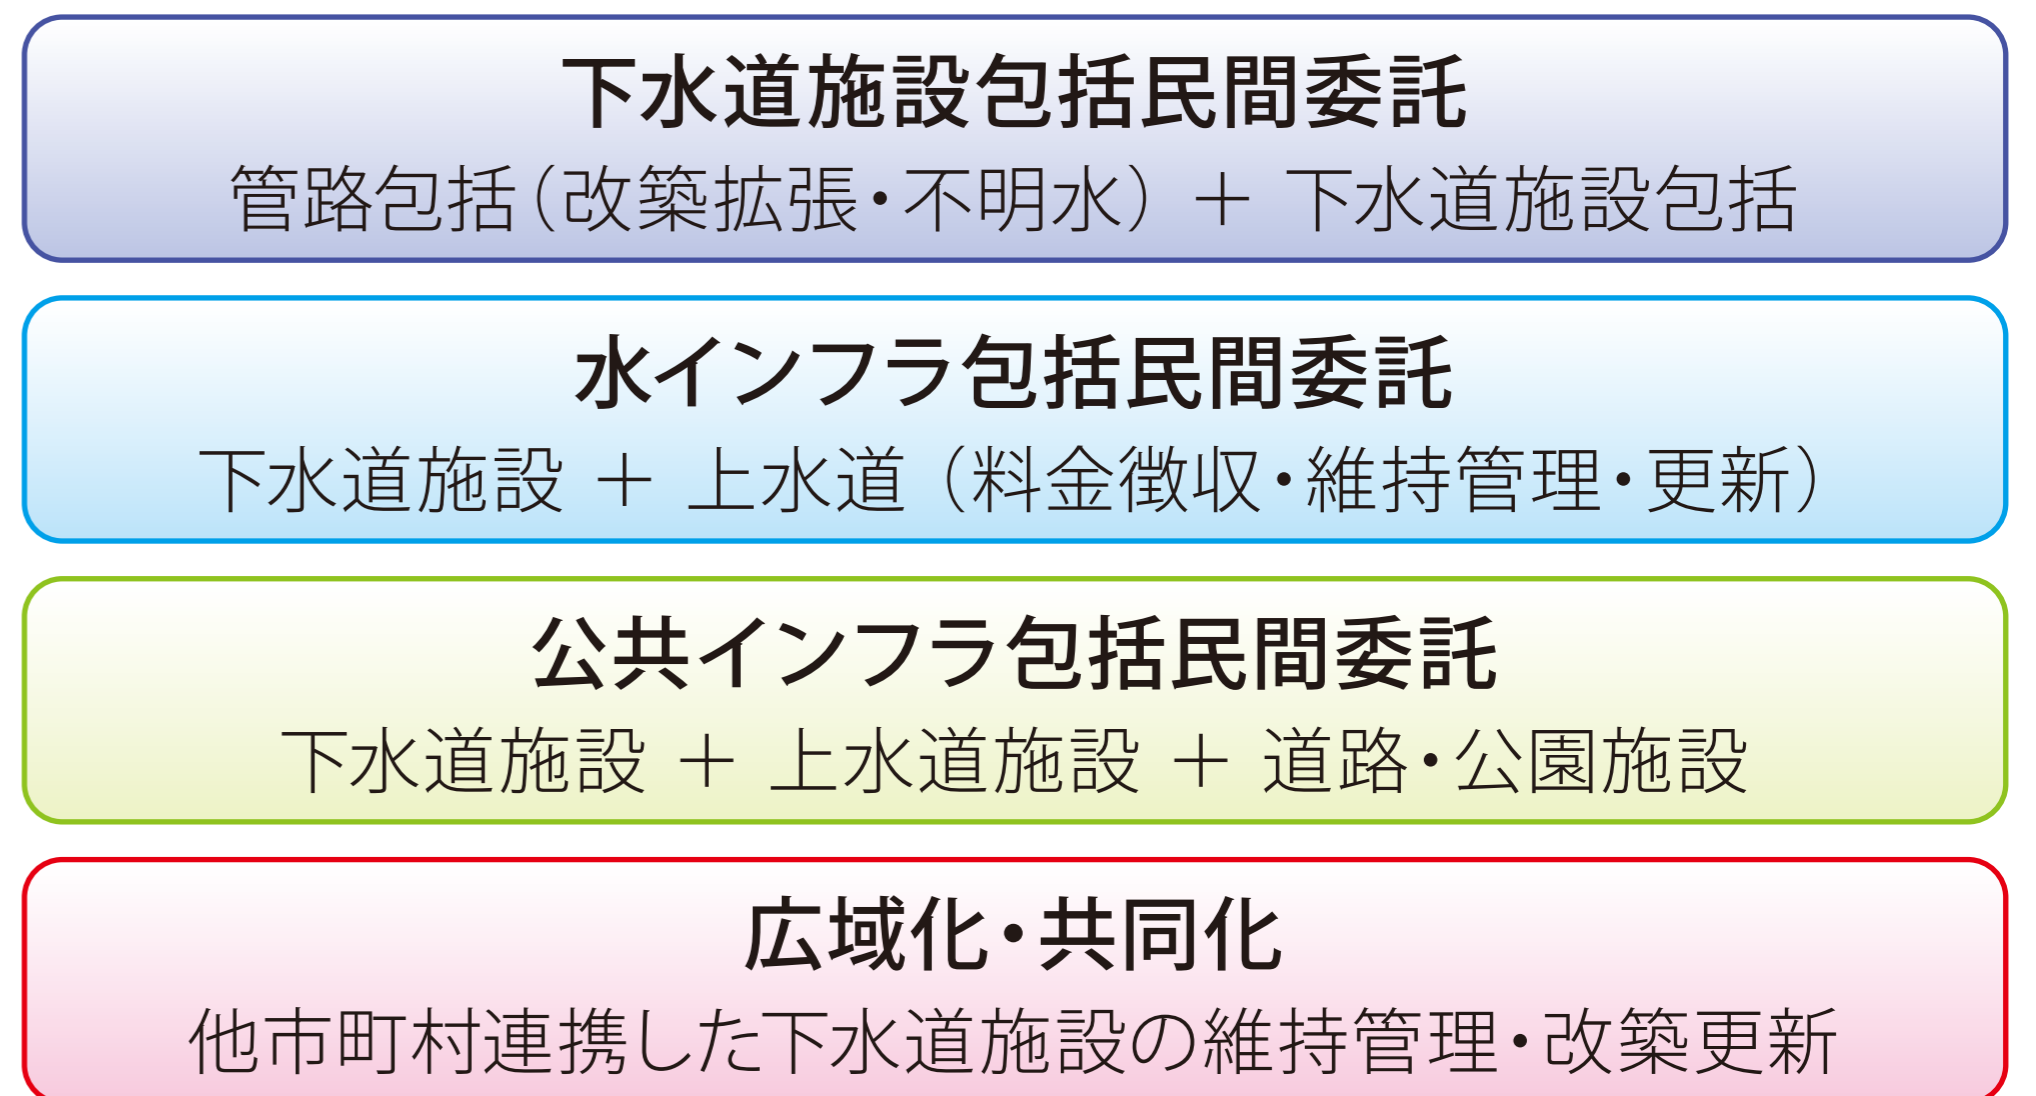 下水道施設包括民間委託
管路包括（改築拡張・不明水）＋ 下水道施設包括
水インフラ包括民間委託
下水道施設 ＋ 上水道（料金徴収・維持管理・更新）
公共インフラ包括民間委託
下水道施設 ＋ 上水道施設 ＋ 道路・公園施設
広域化・共同化
他市町村連携した下水道施設の維持管理・改築更新